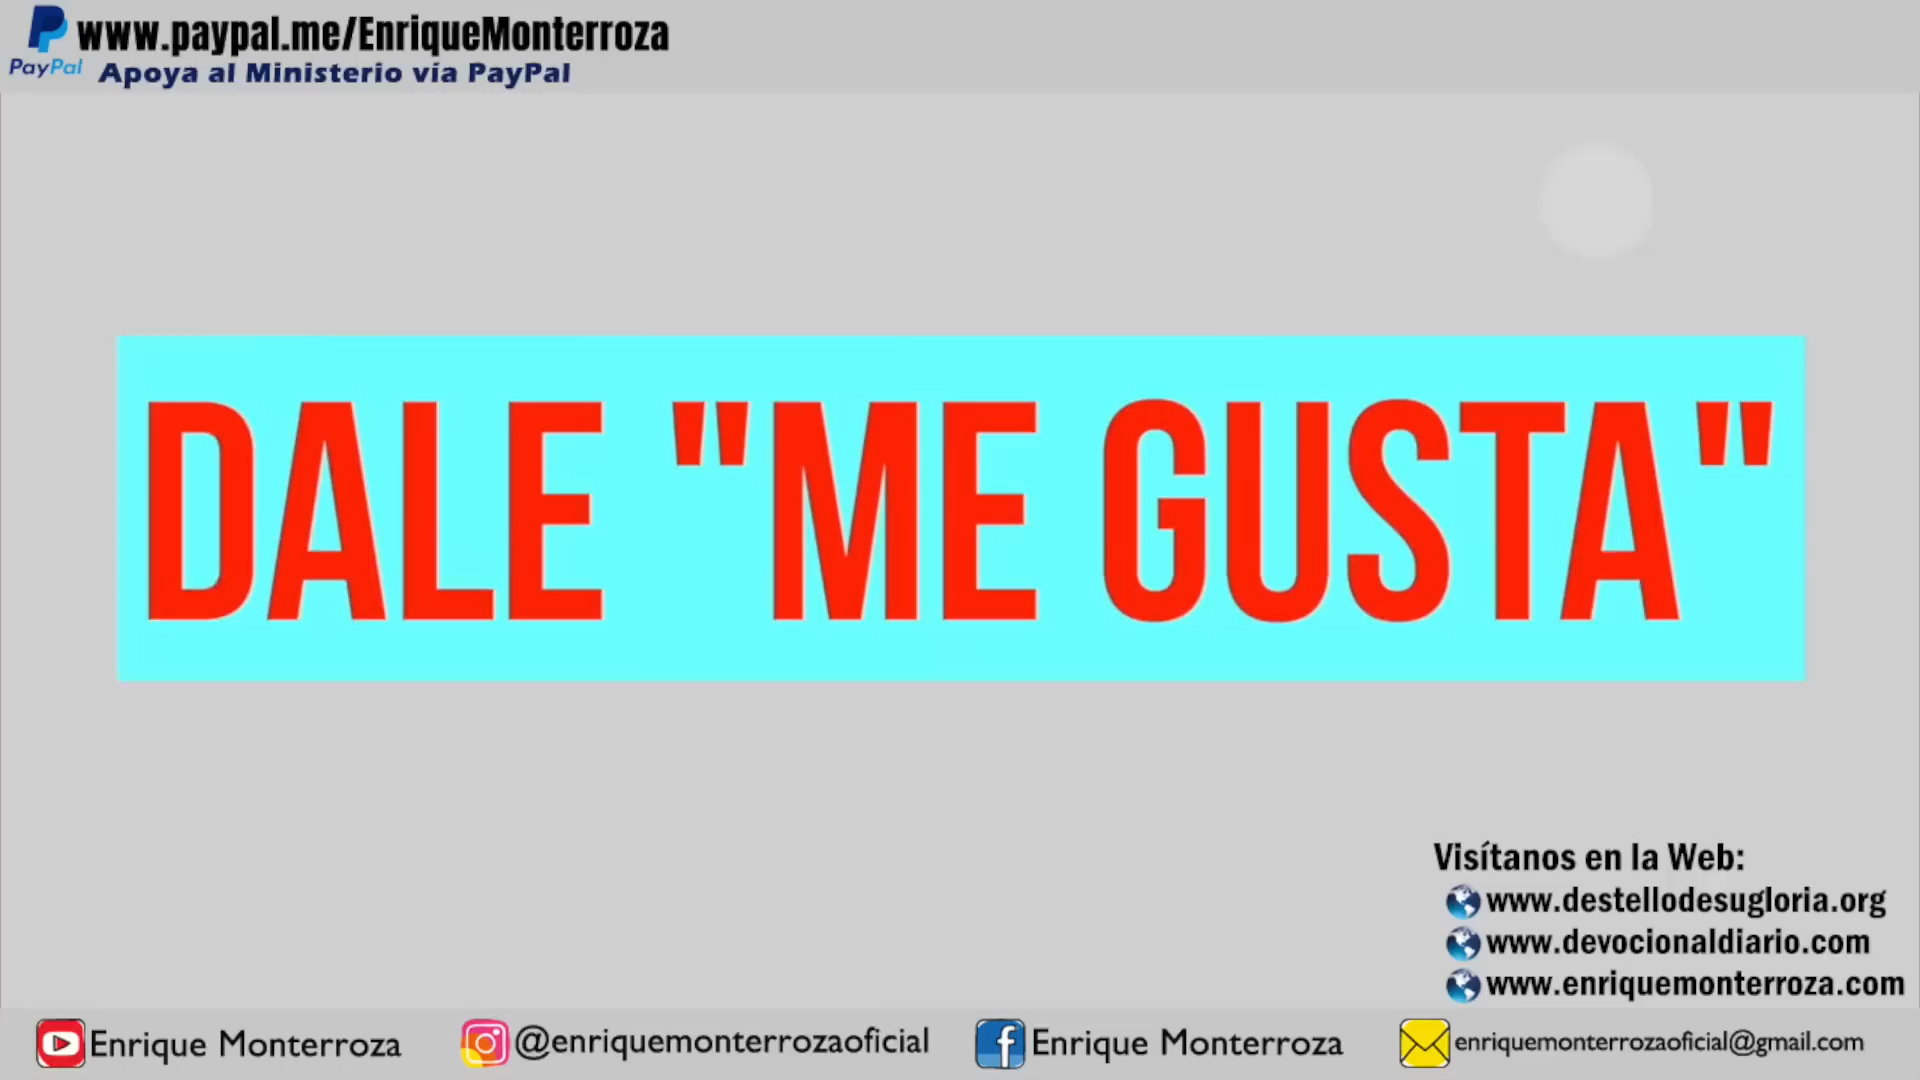 www.paypal.me/EnriqueMonterroza
PayPal
Apoya al Ministerio vía PayPal
DALE "ME GUSTA"
Visítanos en la Web:
www.destellodesugloria.org
www.devocionaldiario.com
www.enriquemonterroza.com
Enrique Monterroza
@enriquemonterrozaoficial
Enrique Monterroza
enriquemonterrozaoficial@gmail.com